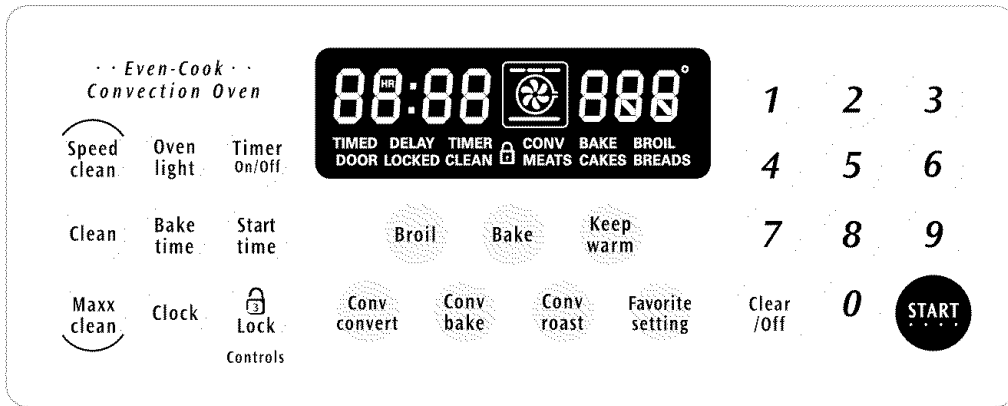 · · Even-Cook · ·
Convection Oven
88:88
HR
888°
TIMED DELAY TIMER CONV BAKE BROIL
DOOR LOCKED CLEAN MEATS CAKES BREADS
Speed
clean
Oven
light
Timer
On/Off
Clean
Bake
time
Start
time
Maxx
clean
Clock
3
Lock
Controls
Broil
Bake
Keep
warm
Conv
convert
Conv
bake
Conv
roast
Favorite
setting
1 2 3
4 5 6
7 8 9
Clear
/Off
0
START